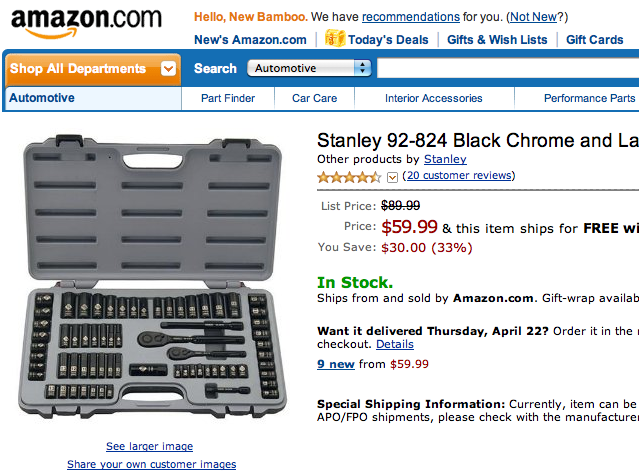 amazon.com
Hello, New Bamboo. We have recommendations for you. (Not New?)
New's Amazon.com Today's Deals Gifts & Wish Lists Gift Cards
Shop All Departments Search Automotive
Automotive Part Finder Car Care Interior Accessories Performance Parts
Stanley 92-824 Black Chrome and La
Other products by Stanley
(20 customer reviews)
List Price: $89.99
Price: $59.99 & this item ships for FREE wi
You Save: $30.00 (33%)
In Stock.
Ships from and sold by Amazon.com. Gift-wrap availab
Want it delivered Thursday, April 22? Order it in the
checkout. Details
9 new from $59.99
Special Shipping Information: Currently, item can be
APO/FPO shipments, please check with the manufacturer
See larger image
Share your own customer images